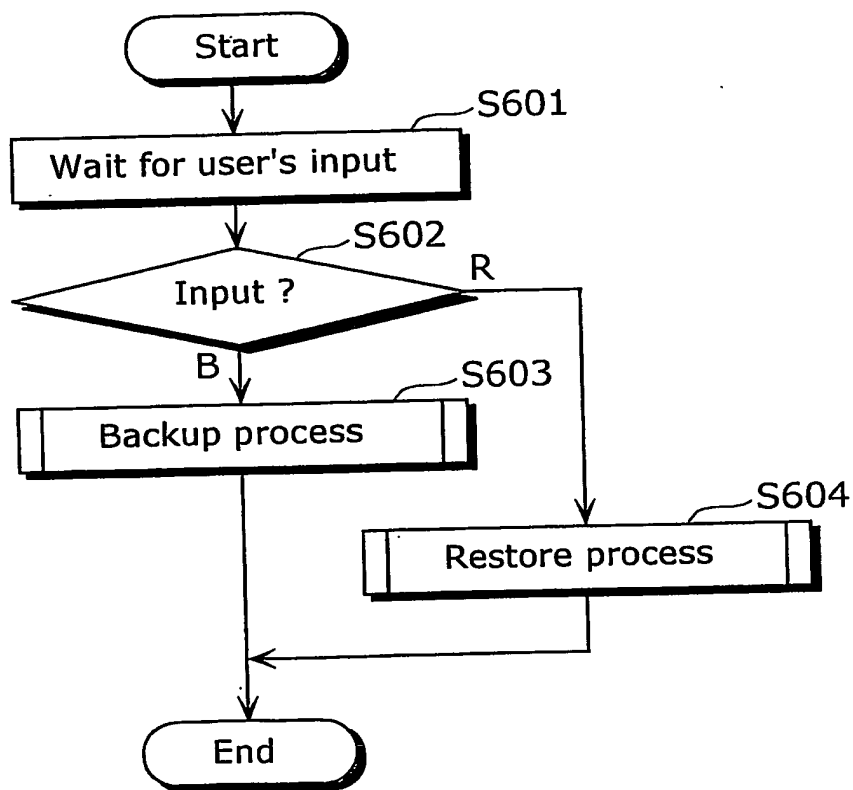 Start
S601
Wait for user's input
S602
Input ?
R
B
S603
Backup process
S604
Restore process
End